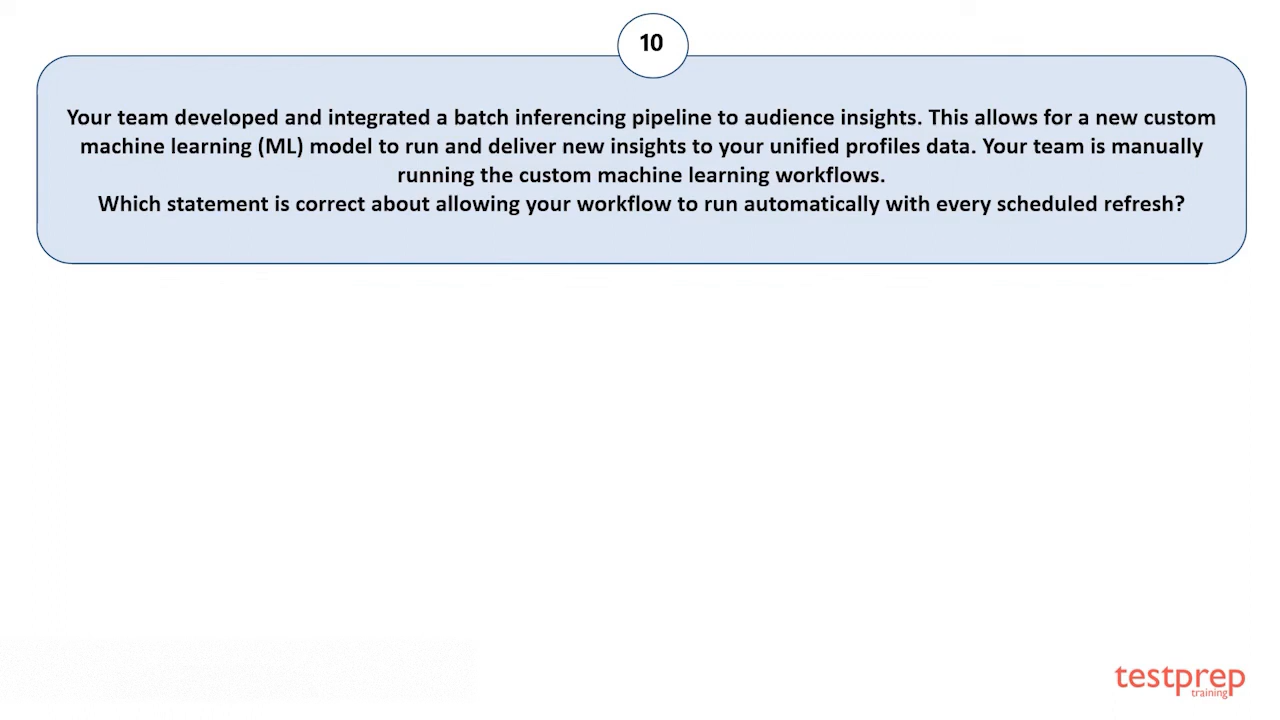 10
Your team developed and integrated a batch inferencing pipeline to audience insights. This allows for a new custom
machine learning (ML) model to run and deliver new insights to your unified profiles data. Your team is manually
running the custom machine learning workflows.
Which statement is correct about allowing your workflow to run automatically with every scheduled refresh?
testprep
training